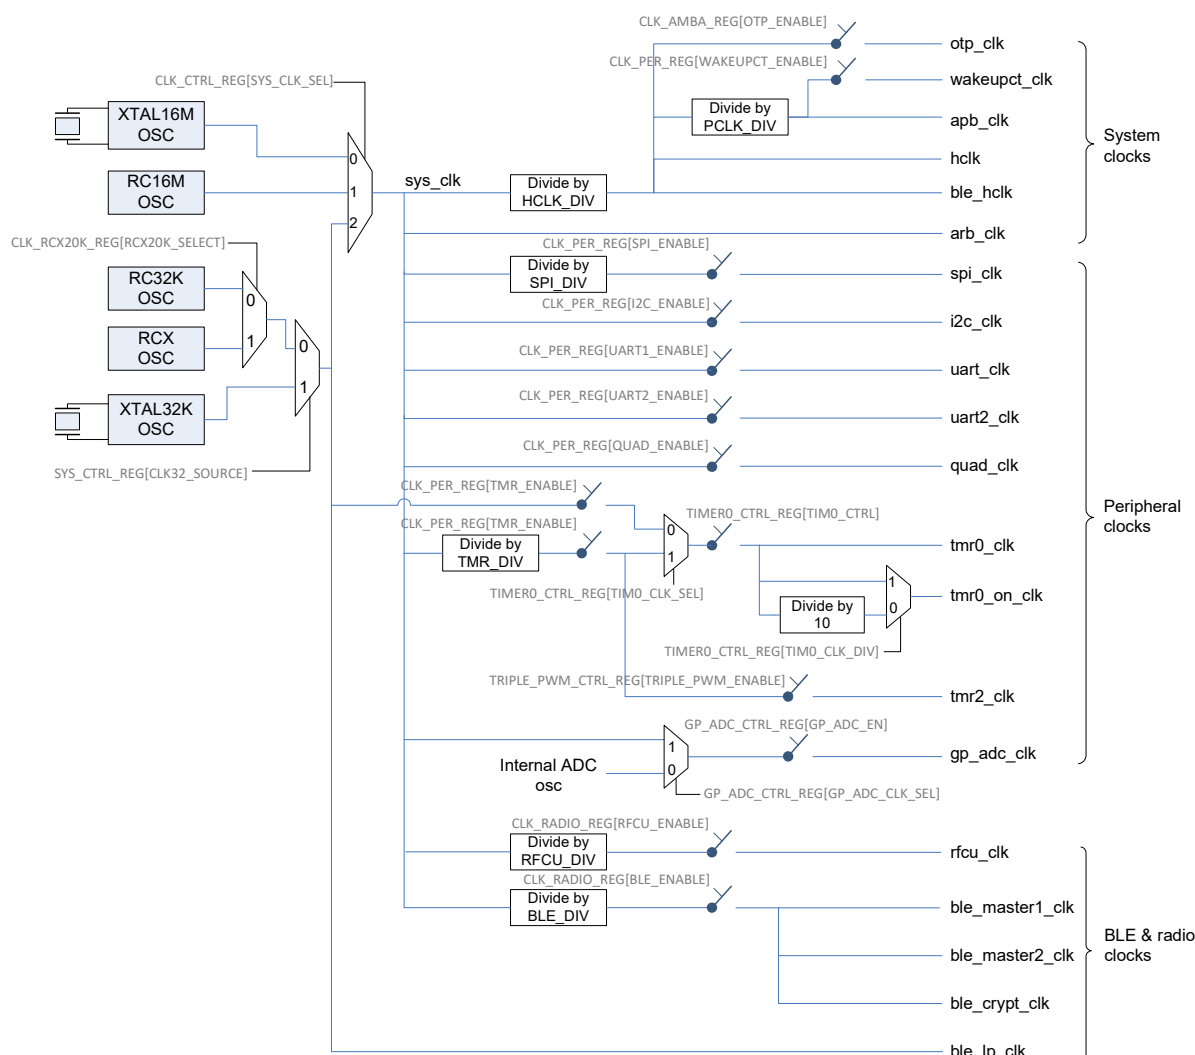 CLK_AMBA_REG[OTP_ENABLE]
otp_clk
CLK_PER_REG[WAKEUPCT_ENABLE]
wakeupct_clk
CLK_CTRL_REG[SYS_CLK_SEL]
XTAL16M
OSC
Divide by
PCLK_DIV
apb_clk
System
clocks
0
hclk
RC16M
OSC
1
sys_clk
Divide by
HCLK_DIV
ble_hclk
2
arb_clk
CLK_RCX20K_REG[RCX20K_SELECT]
CLK_PER_REG[SPI_ENABLE]
RC32K
OSC
0
Divide by
SPI_DIV
spi_clk
CLK_PER_REG[I2C_ENABLE]
i2c_clk
RCX
OSC
1
0
CLK_PER_REG[UART1_ENABLE]
uart_clk
1
XTAL32K
OSC
CLK_PER_REG[UART2_ENABLE]
uart2_clk
CLK_PER_REG[QUAD_ENABLE]
quad_clk
SYS_CTRL_REG[CLK32_SOURCE]
CLK_PER_REG[TMR_ENABLE]
TIMER0_CTRL_REG[TIM0_CTRL]
Peripheral
clocks
CLK_PER_REG[TMR_ENABLE]
0
Divide by
TMR_DIV
1
tmr0_clk
TIMER0_CTRL_REG[TIM0_CLK_SEL]
1
Divide by
10
0
tmr0_on_clk
TIMER0_CTRL_REG[TIM0_CLK_DIV]
TRIPLE_PWM_CTRL_REG[TRIPLE_PWM_ENABLE]
tmr2_clk
GP_ADC_CTRL_REG[GP_ADC_EN]
1
gp_adc_clk
Internal ADC
osc
0
GP_ADC_CTRL_REG[GP_ADC_CLK_SEL]
CLK_RADIO_REG[RFCU_ENABLE]
Divide by
RFCU_DIV
rfcu_clk
CLK_RADIO_REG[BLE_ENABLE]
Divide by
BLE_DIV
ble_master1_clk
BLE & radio
clocks
ble_master2_clk
ble_crypt_clk
ble_lp_clk